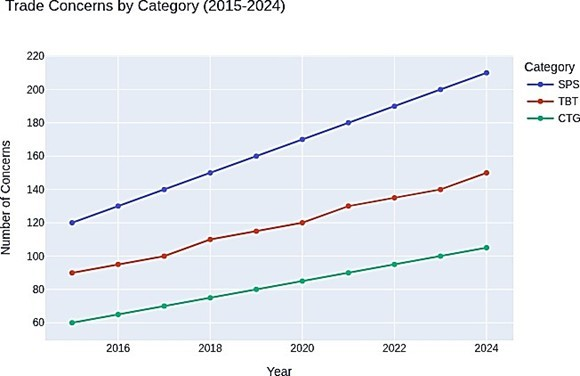 Trade Concerns by Category (2015-2024)
Number of Concerns
220
200
180
160
140
120
100
80
60
2016 2018 2020 2022 2024
Year
Category
SPS
TBT
CTG